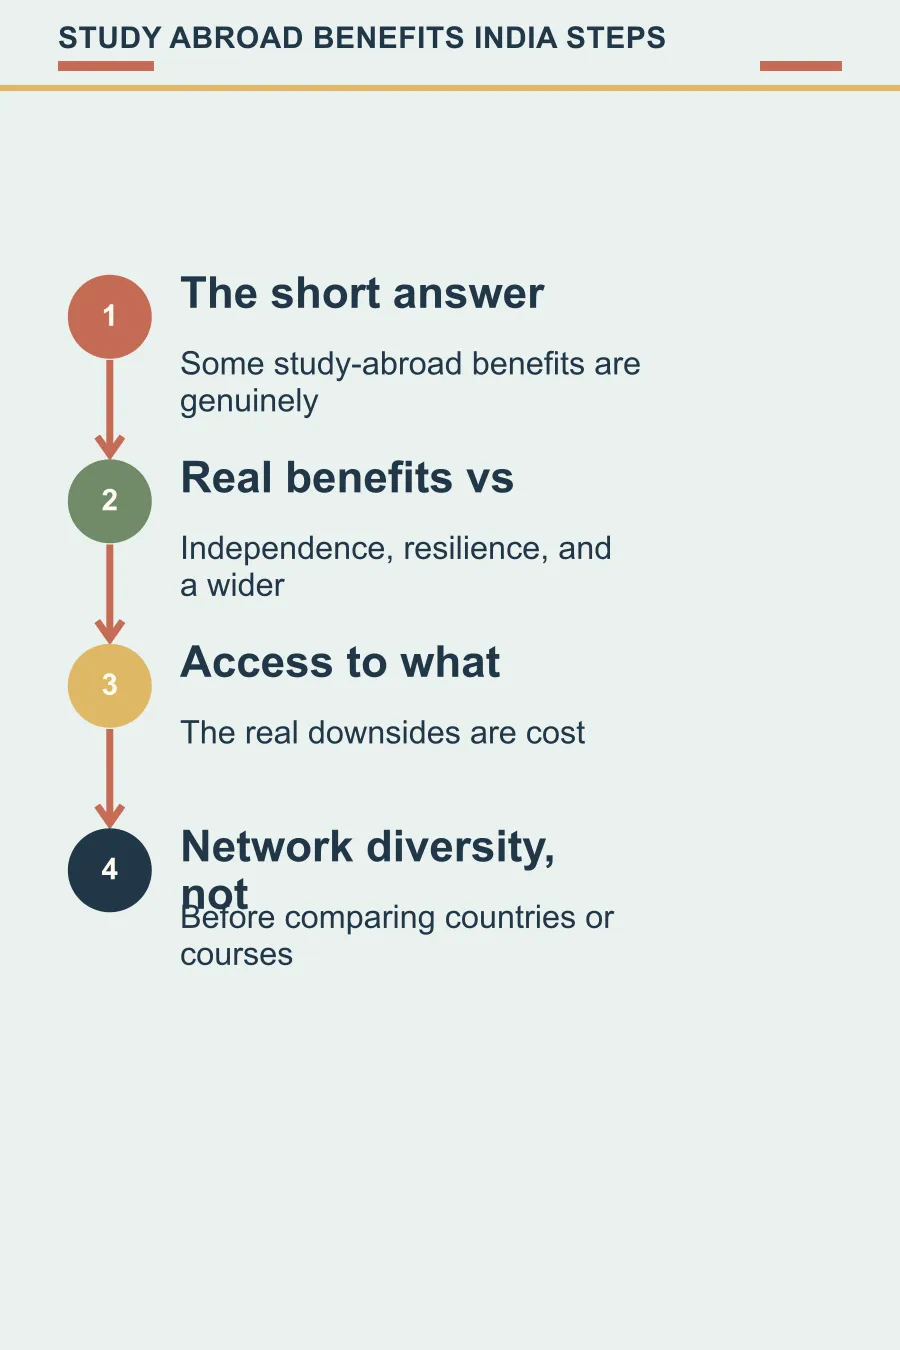 STUDY ABROAD BENEFITS INDIA STEPS
1
The short answer
Some study-abroad benefits are
genuinely
2
Real benefits vs
Independence, resilience, and
a wider
3
Access to what
The real downsides are cost
4
Network diversity,
not
Before comparing countries or
courses